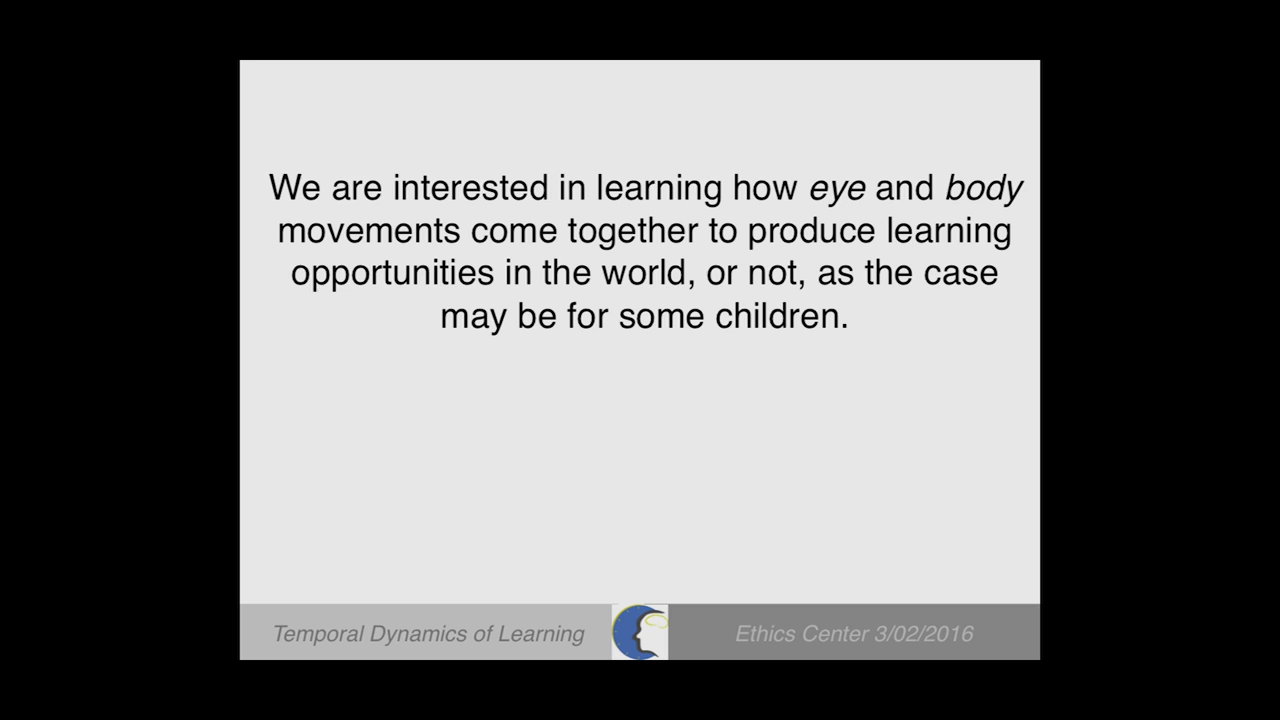 We are interested in learning how eye and body
movements come together to produce learning
opportunities in the world, or not, as the case
may be for some children.
Temporal Dynamics of Learning
Ethics Center 3/02/2016